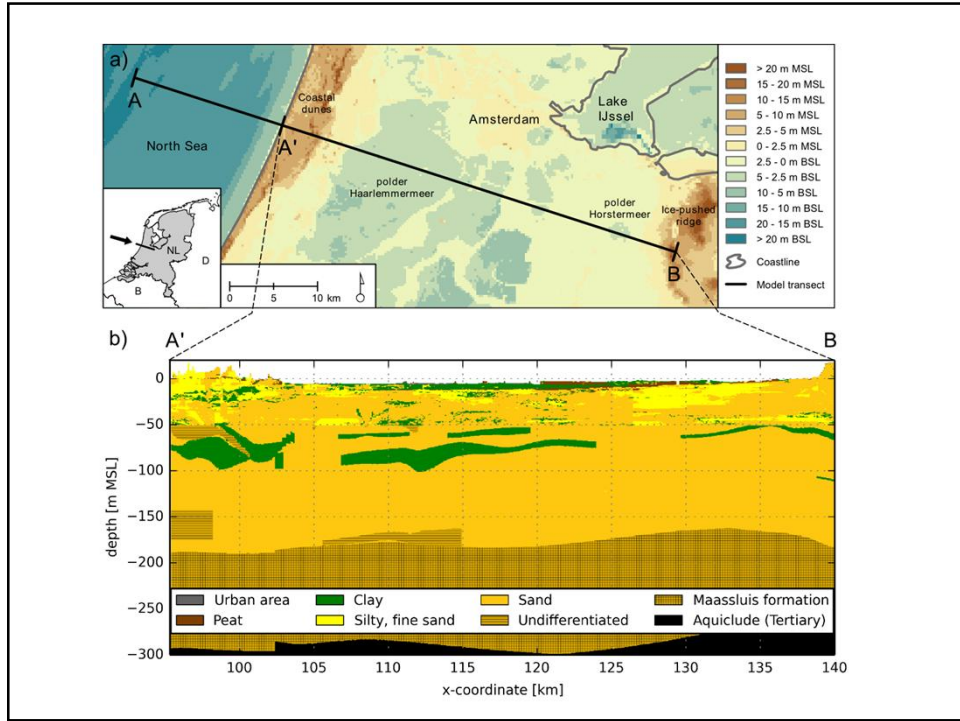 a)
A
North Sea
Coastal
dunes
A'
Amsterdam
Lake
IJssel
polder
Haarlemmermeer
polder
Horstermeer
Ice-pushed
ridge
B
NL
D
B
0 5 10
km
> 20 m MSL
15 - 20 m MSL
10 - 15 m MSL
5 - 10 m MSL
2.5 - 5 m MSL
0 - 2.5 m MSL
2.5 - 0 m BSL
5 - 2.5 m BSL
10 - 5 m BSL
15 - 10 m BSL
20 - 15 m BSL
> 20 m BSL
Coastline
Model transect
b)
A' B
depth [m MSL]
0
−50
−100
−150
−200
−250
−300
Urban area Clay Sand Maassluis formation
Peat Silty, fine sand Undifferentiated Aquiclude (Tertiary)
100 105 110 115 120 125 130 135 140
x-coordinate [km]